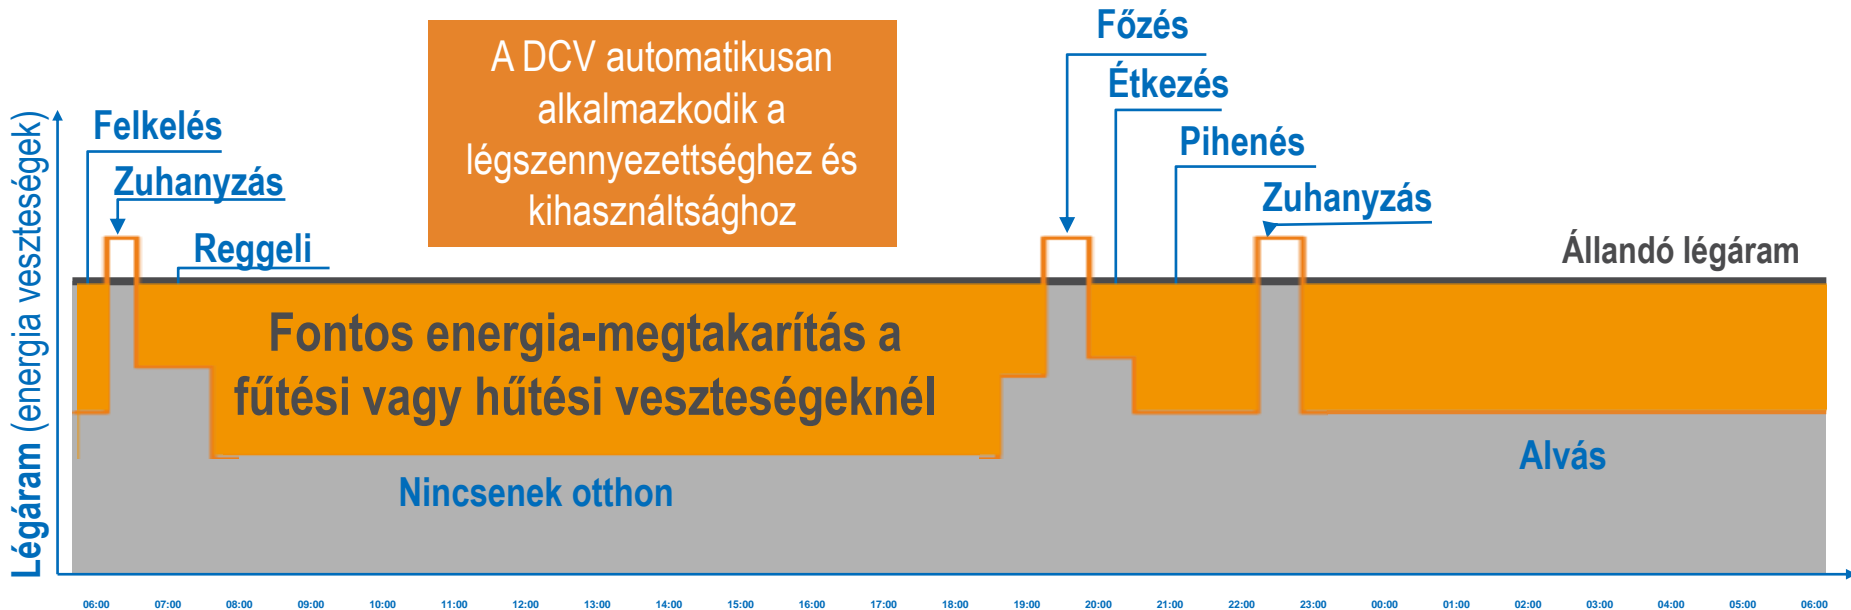 Főzés
A DCV automatikusan
alkalmazkodik a
légszennyezettséghez és
kihasználtsághoz
Étkezés
Felkelés
Pihenés
Zuhanyzás
Zuhanyzás
Reggeli
Állandó légáram
Légáram (energia veszteségek)
Fontos energia-megtakarítás a
fűtési vagy hűtési veszteségeknél
Alvás
Nincsenek otthon
06:00 07:00 08:00 09:00 10:00 11:00 12:00 13:00 14:00 15:00 16:00 17:00 18:00 19:00 20:00 21:00 22:00 23:00 00:00 01:00 02:00 03:00 04:00 05:00 06:00